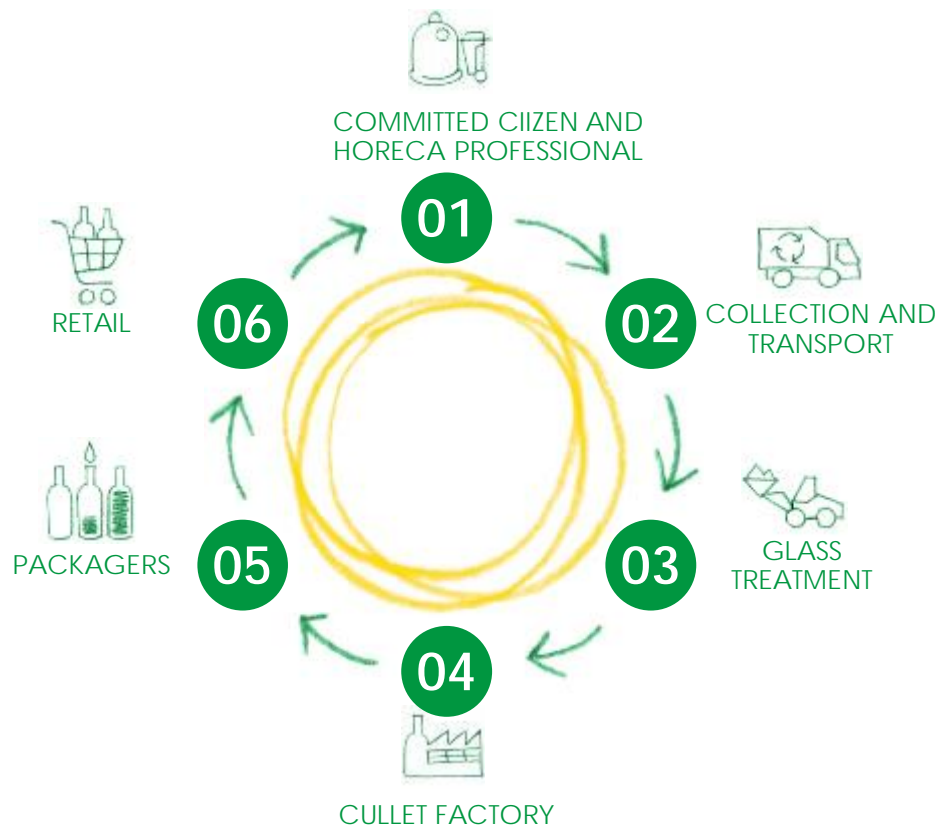 COMMITTED CIIZEN AND
HORECA PROFESSIONAL
01
02
COLLECTION AND
TRANSPORT
03
GLASS
TREATMENT
04
CULLET FACTORY
05
PACKAGERS
06
RETAIL